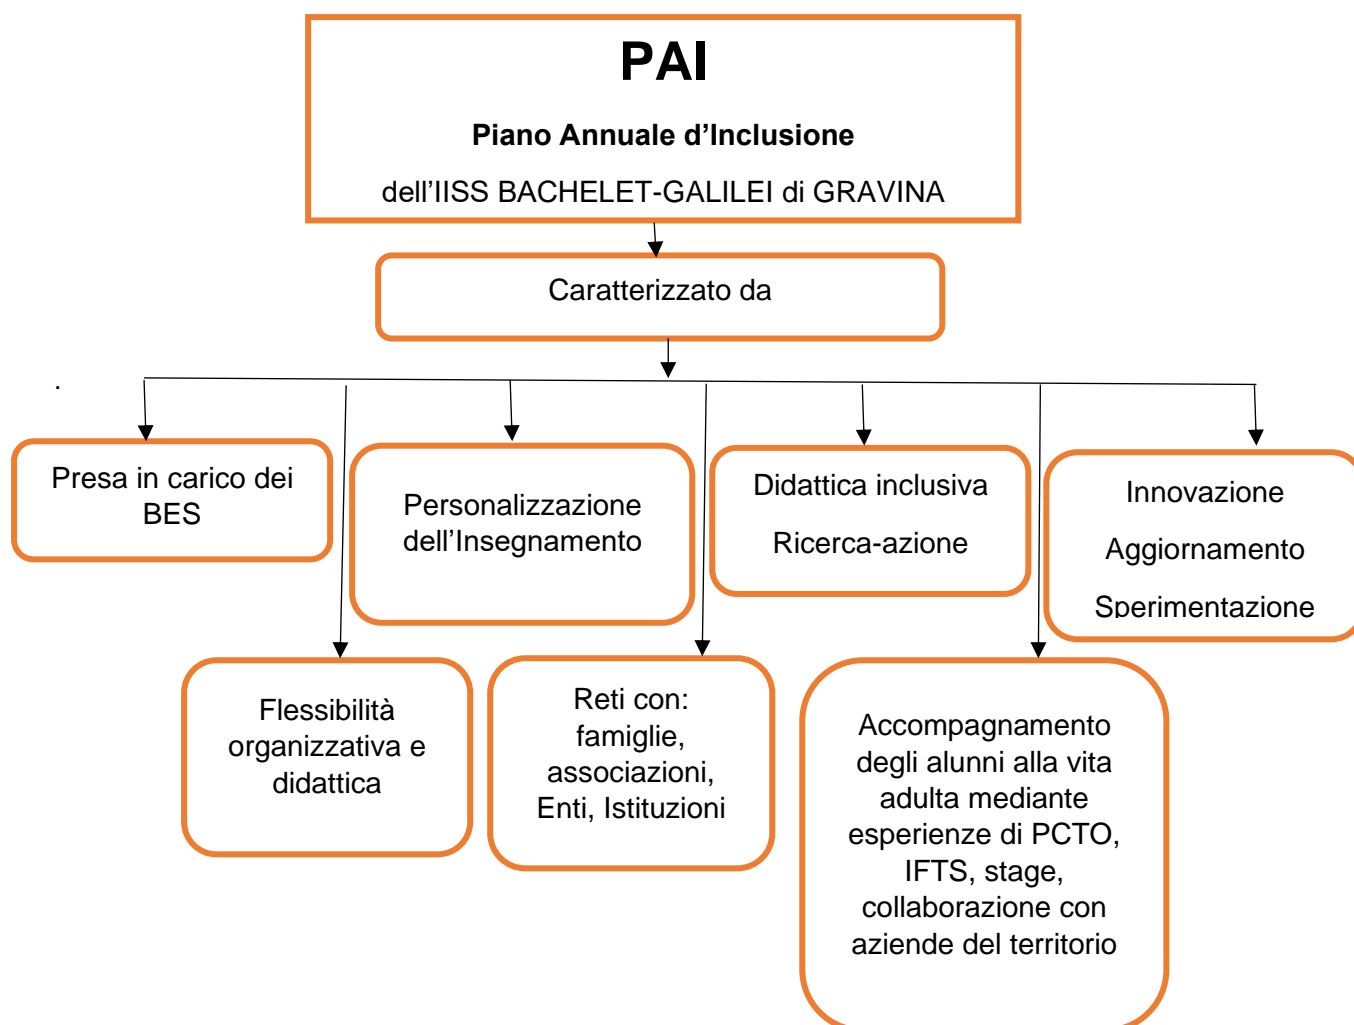 PAI
Piano Annuale d’Inclusione
dell’IISS BACHELET-GALILEI di GRAVINA
Caratterizzato da
.
Presa in carico dei
BES
Personalizzazione
dell’Insegnamento
Didattica inclusiva
Ricerca-azione
Innovazione
Aggiornamento
Sperimentazione
Flessibilità
organizzativa e
didattica
Reti con:
famiglie,
associazioni,
Enti, Istituzioni
Accompagnamento
degli alunni alla vita
adulta mediante
esperienze di PCTO,
IFTS, stage,
collaborazione con
aziende del territorio